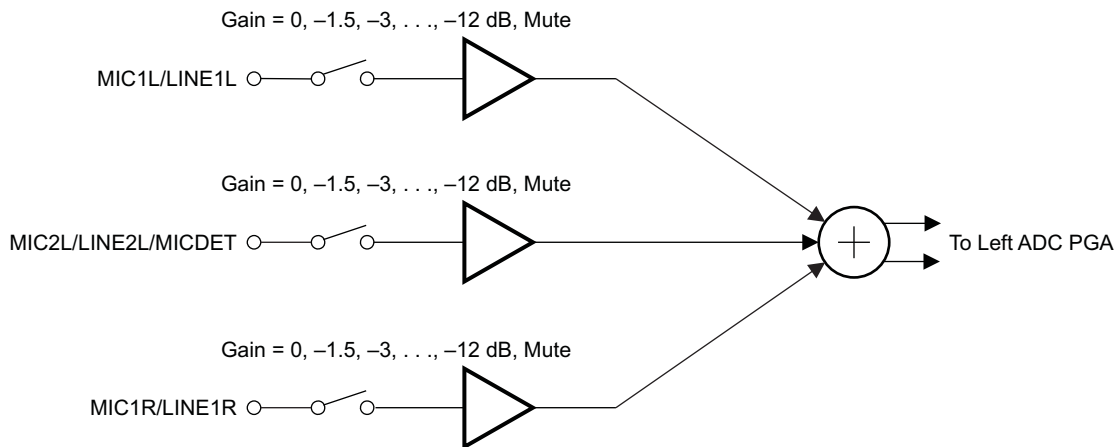 Gain = 0, –1.5, –3, . . ., –12 dB, Mute
MIC1L/LINE1L
Gain = 0, –1.5, –3, . . ., –12 dB, Mute
MIC2L/LINE2L/MICDET
+
To Left ADC PGA
Gain = 0, –1.5, –3, . . ., –12 dB, Mute
MIC1R/LINE1R